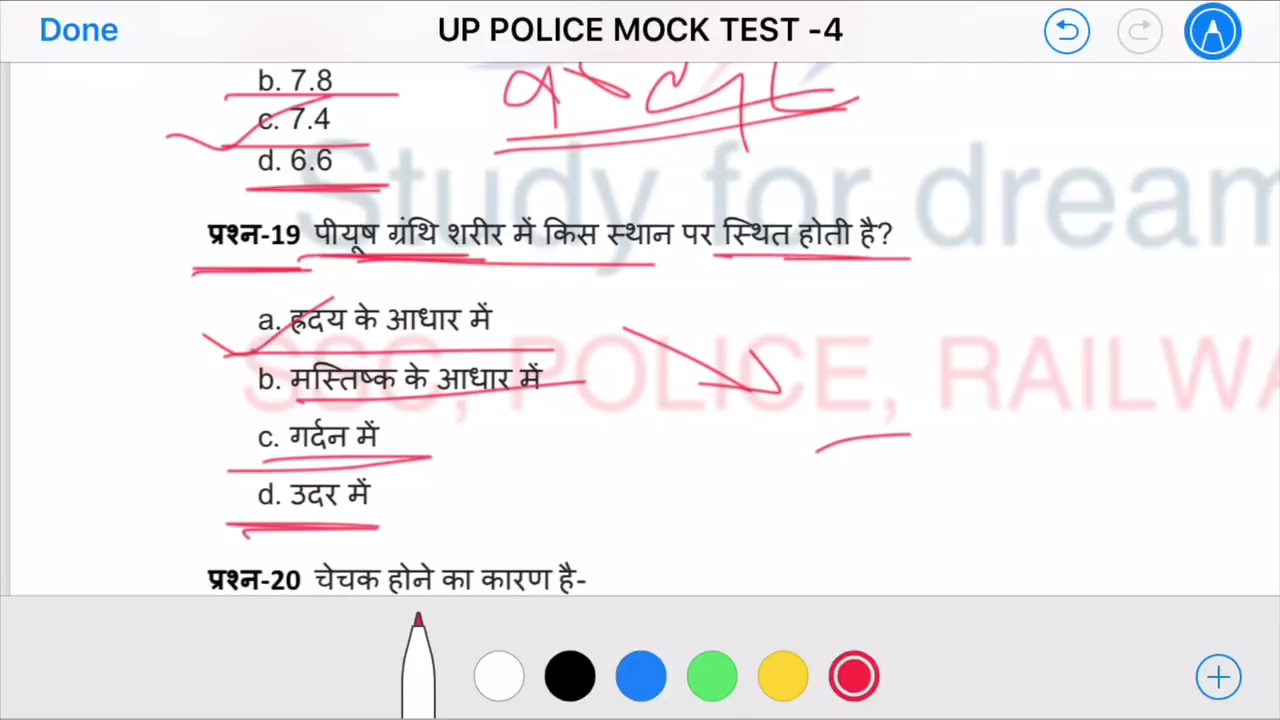 Done
UP POLICE MOCK TEST -4
b. 7.8
c. 7.4
d. 6.6
Study for dream
प्रश्न-19 पीयूष ग्रंथि शरीर में किस स्थान पर स्थित होती है?
a. ह्रदय के आधार में
SSC, POLICE, RAILWA
b. मस्तिष्क के आधार में
c. गर्दन में
d. उदर में
प्रश्न-20 चेचक होने का कारण है-